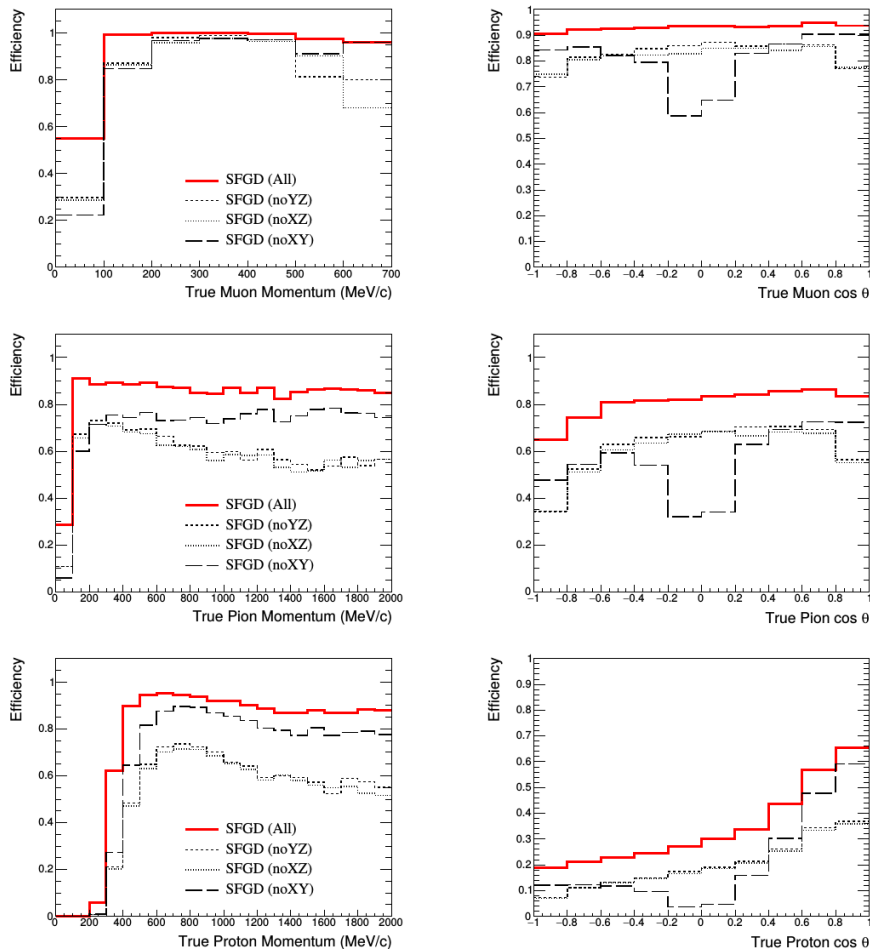 Efficiency
1
0.8
0.6
0.4
0.2
0
0 100 200 300 400 500 600 700
True Muon Momentum (MeV/c)
SFGD (All)
SFGD (noYZ)
SFGD (noXZ)
SFGD (noXY)
Efficiency
1
0.9
0.8
0.7
0.6
0.5
0.4
0.3
0.2
0.1
0
−1 −0.8 −0.6 −0.4 −0.2 0 0.2 0.4 0.6 0.8 1
True Muon cos θ
Efficiency
1
0.8
0.6
0.4
0.2
0
0 200 400 600 800 1000 1200 1400 1600 1800 2000
True Pion Momentum (MeV/c)
SFGD (All)
SFGD (noYZ)
SFGD (noXZ)
SFGD (noXY)
Efficiency
1
0.8
0.6
0.4
0.2
0
−1 −0.8 −0.6 −0.4 −0.2 0 0.2 0.4 0.6 0.8 1
True Pion cos θ
Efficiency
1
0.8
0.6
0.4
0.2
0
0 200 400 600 800 1000 1200 1400 1600 1800 2000
True Proton Momentum (MeV/c)
SFGD (All)
SFGD (noYZ)
SFGD (noXZ)
SFGD (noXY)
Efficiency
1
0.9
0.8
0.7
0.6
0.5
0.4
0.3
0.2
0.1
0
−1 −0.8 −0.6 −0.4 −0.2 0 0.2 0.4 0.6 0.8 1
True Proton cos θ